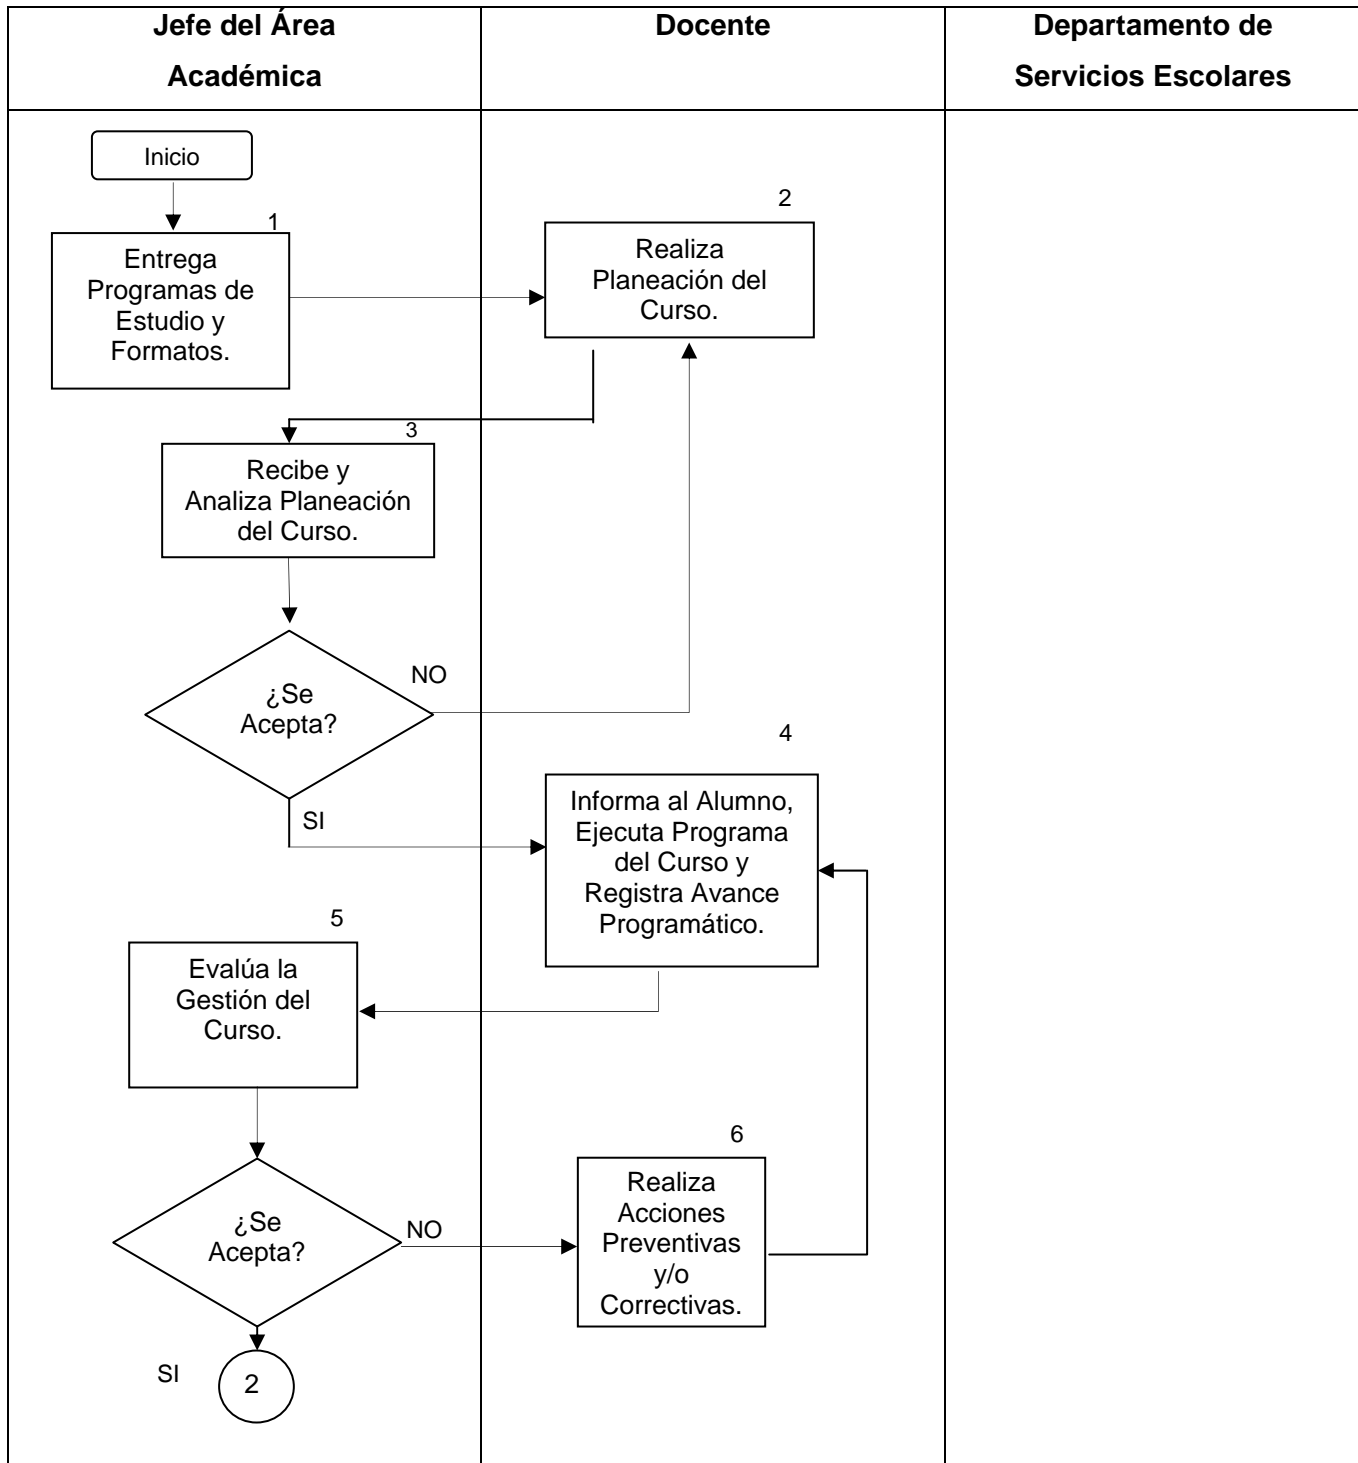 Jefe del Área
Académica
Docente
Departamento de
Servicios Escolares
Inicio
1
Entrega
Programas de
Estudio y
Formatos.
2
Realiza
Planeación del
Curso.
3
Recibe y
Analiza Planeación
del Curso.
¿Se
Acepta?
NO
SI
4
Informa al Alumno,
Ejecuta Programa
del Curso y
Registra Avance
Programático.
5
Evalúa la
Gestión del
Curso.
¿Se
Acepta?
NO
6
Realiza
Acciones
Preventivas
y/o
Correctivas.
SI
2